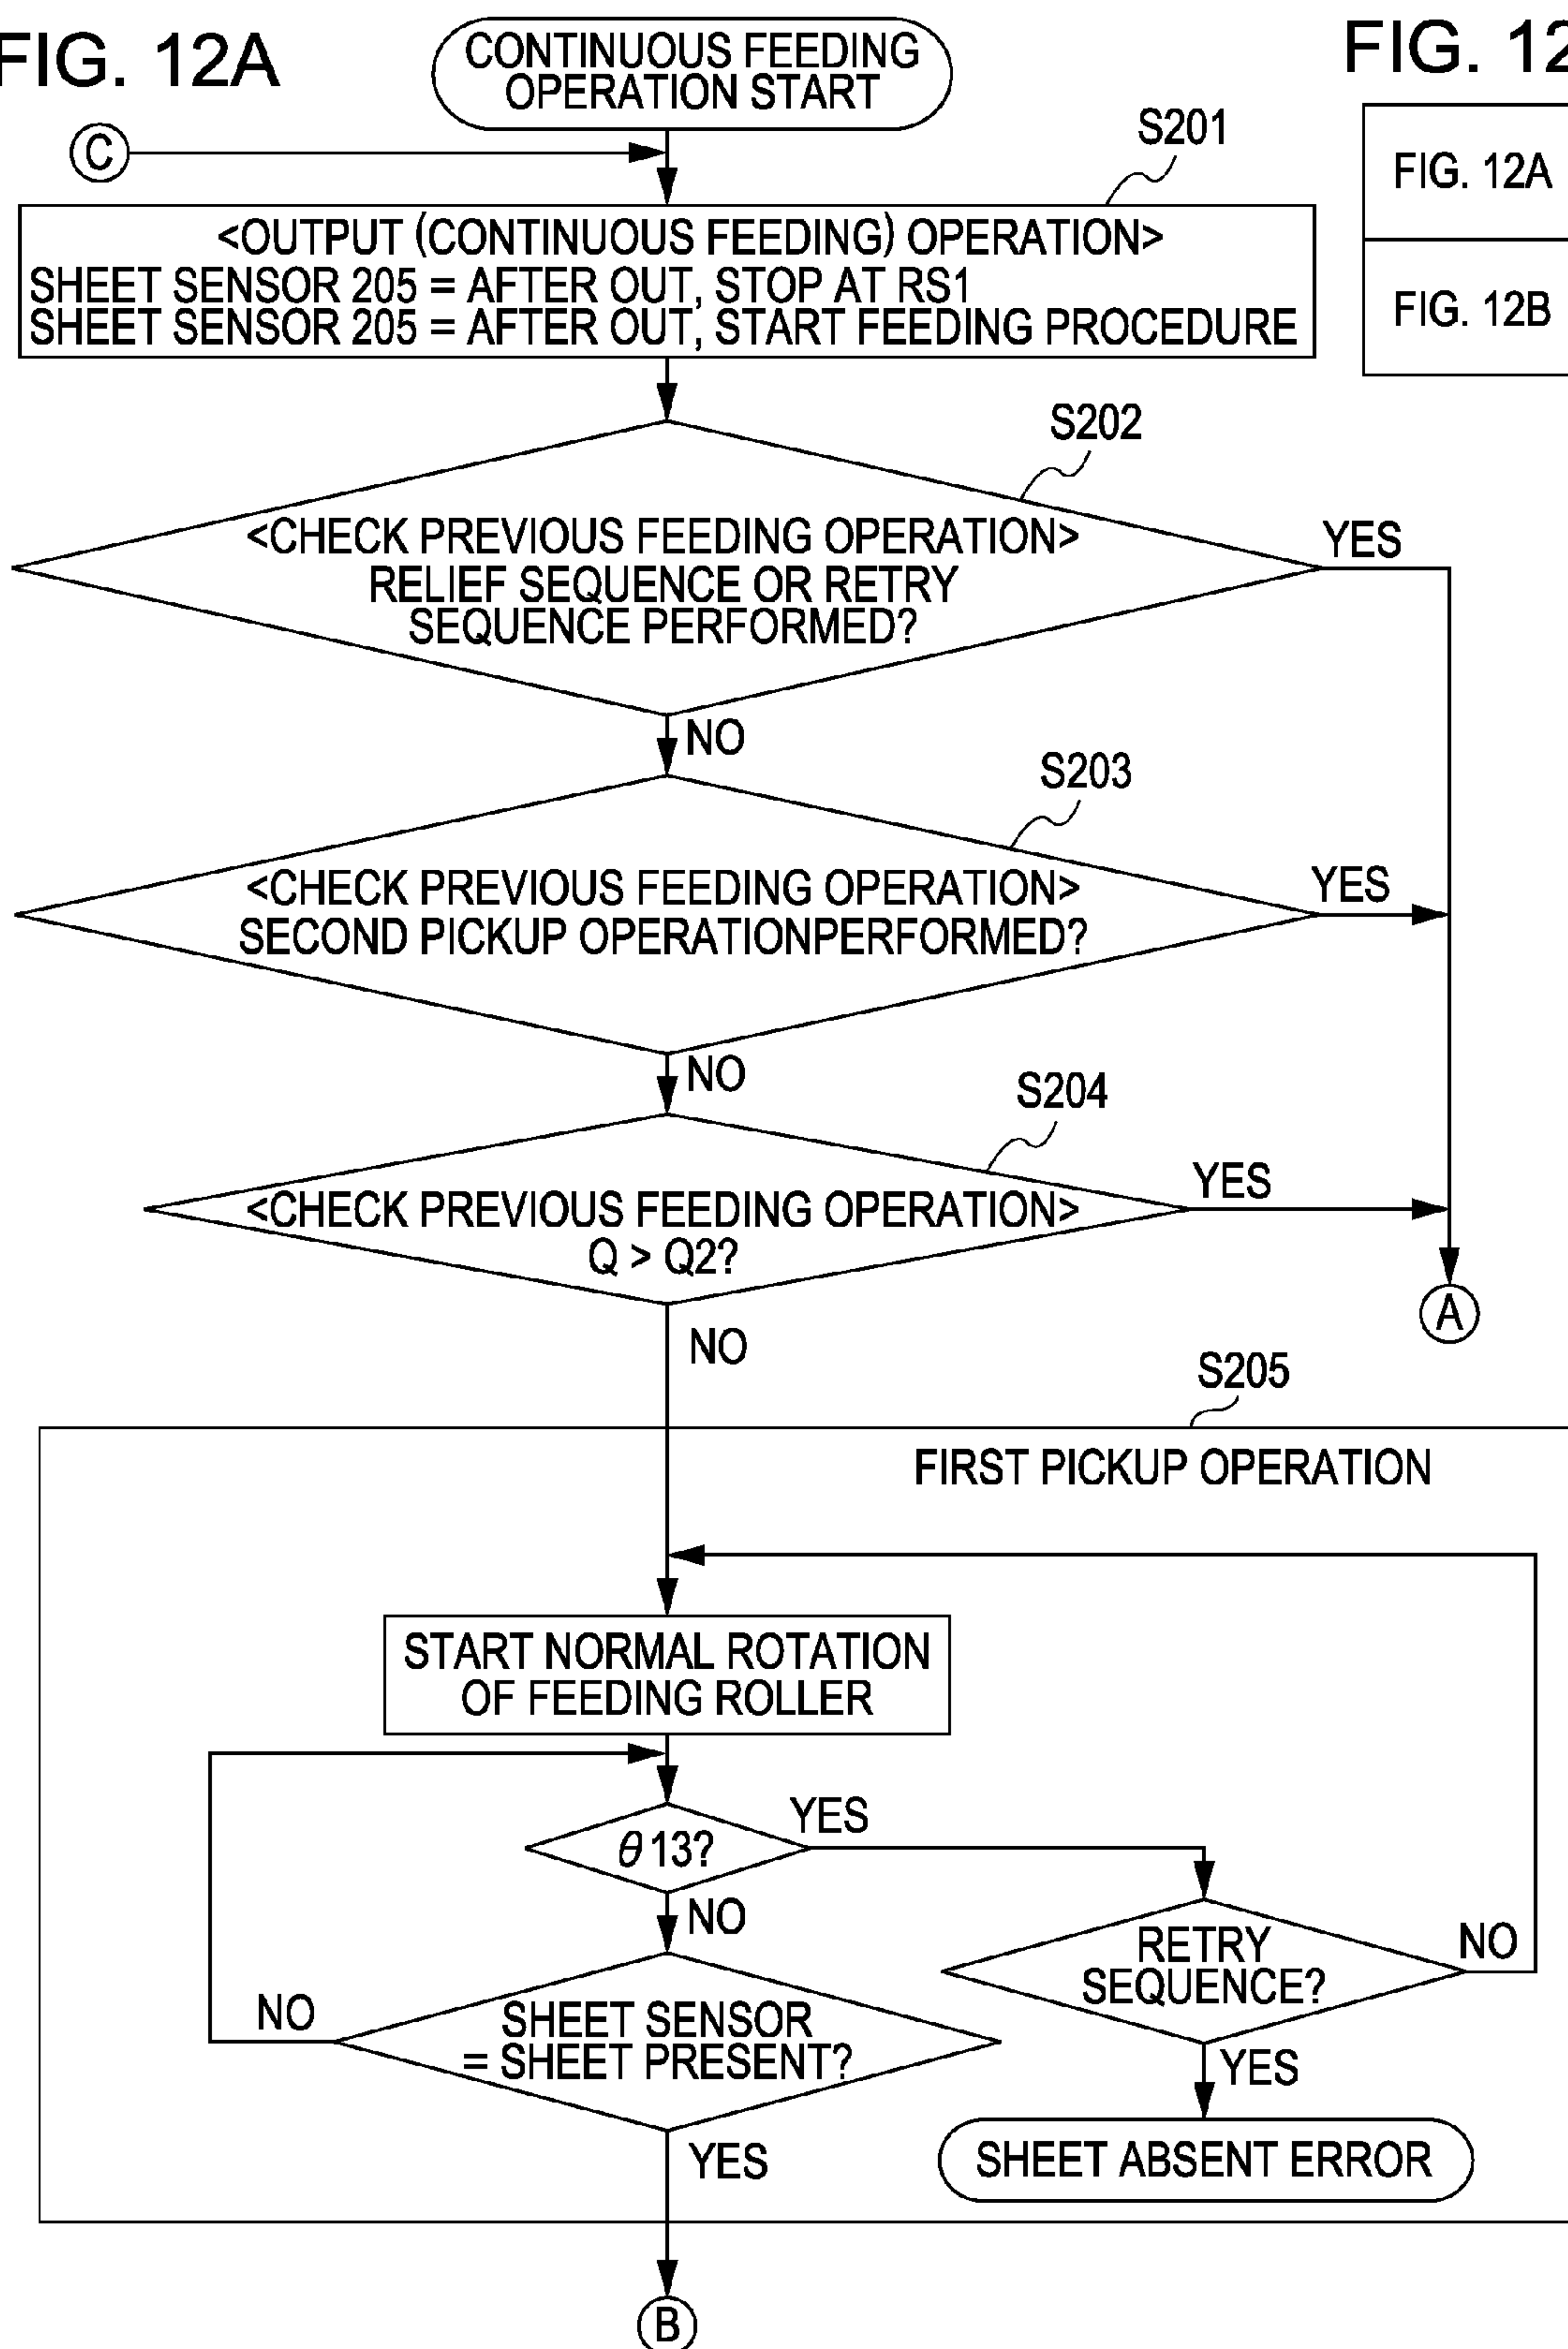 FIG. 12A
FIG. 12
CONTINUOUS FEEDING
OPERATION START
C
S201
FIG. 12A
FIG. 12B
<OUTPUT (CONTINUOUS FEEDING) OPERATION>
SHEET SENSOR 205 = AFTER OUT, STOP AT RS1
SHEET SENSOR 205 = AFTER OUT, START FEEDING PROCEDURE
S202
<CHECK PREVIOUS FEEDING OPERATION>
RELIEF SEQUENCE OR RETRY
SEQUENCE PERFORMED?
YES
NO
S203
<CHECK PREVIOUS FEEDING OPERATION>
SECOND PICKUP OPERATIONPERFORMED?
YES
NO
S204
<CHECK PREVIOUS FEEDING OPERATION>
Q > Q2?
YES
A
NO
S205
FIRST PICKUP OPERATION
START NORMAL ROTATION
OF FEEDING ROLLER
θ13?
YES
NO
RETRY
SEQUENCE?
NO
SHEET SENSOR
= SHEET PRESENT?
NO
YES
SHEET ABSENT ERROR
YES
B